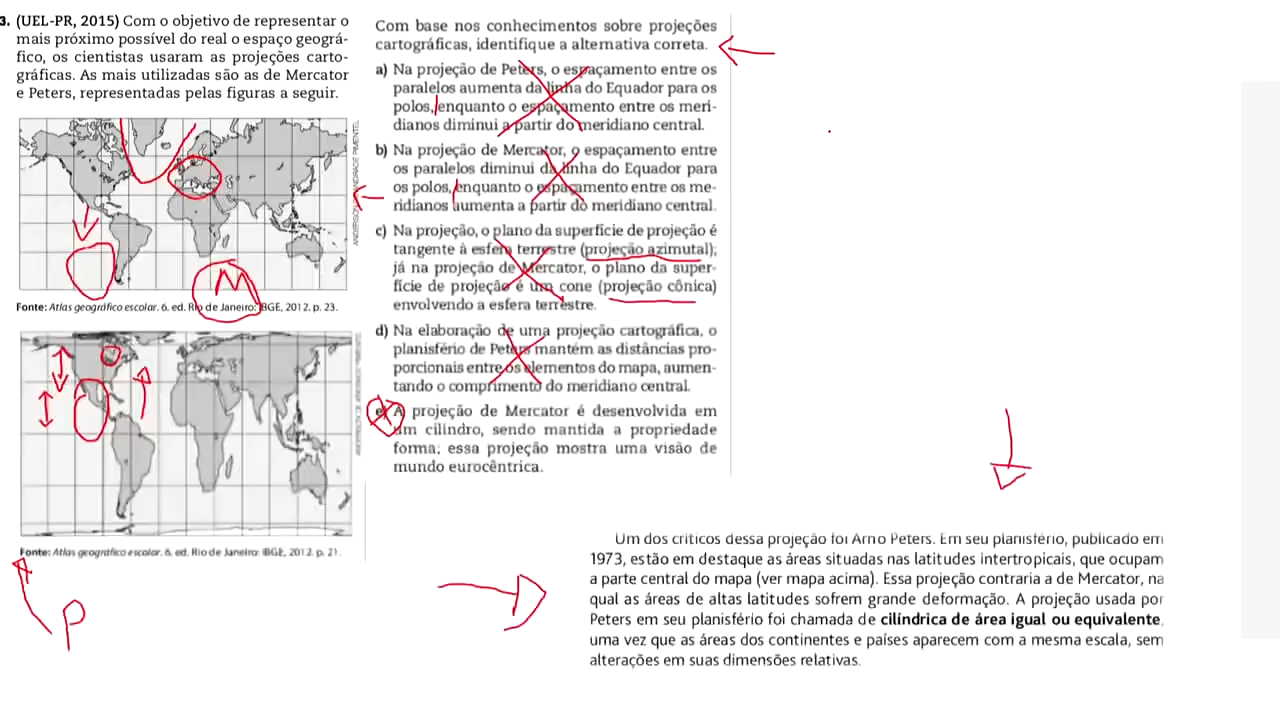 3. (UEL-PR, 2015) Com o objetivo de representar o
mais próximo possível do real o espaço geográ-
fico, os cientistas usaram as projeções carto-
gráficas. As mais utilizadas são as de Mercator
e Peters, representadas pelas figuras a seguir.
M
Fonte: Atlas geográfico escolar. 6. ed. Rio de Janeiro: IBGE, 2012. p. 23.
Fonte: Atlas geográfico escolar. 6. ed. Rio de Janeiro: IBGE, 2012. p. 21.
P
Com base nos conhecimentos sobre projeções
cartográficas, identifique a alternativa correta.
a) Na projeção de Peters, o espaçamento entre os
paralelos aumenta da linha do Equador para os
polos, enquanto o espaçamento entre os meri-
dianos diminui a partir do meridiano central.
b) Na projeção de Mercator, o espaçamento entre
os paralelos diminui da linha do Equador para
os polos, enquanto o espaçamento entre os me-
ridianos aumenta a partir do meridiano central.
c) Na projeção, o plano da superfície de projeção é
tangente à esfera terrestre (projeção azimutal);
já na projeção de Mercator, o plano da super-
fície de projeção é um cone (projeção cônica)
envolvendo a esfera terrestre.
d) Na elaboração de uma projeção cartográfica, o
planisfério de Peters mantém as distâncias pro-
porcionais entre os elementos do mapa, aumen-
tando o comprimento do meridiano central.
e) A projeção de Mercator é desenvolvida em
um cilindro, sendo mantida a propriedade
forma; essa projeção mostra uma visão de
mundo eurocêntrica.
Um dos críticos dessa projeção foi Arno Peters. Em seu planisfério, publicado em
1973, estão em destaque as áreas situadas nas latitudes intertropicais, que ocupam
a parte central do mapa (ver mapa acima). Essa projeção contraria a de Mercator, na
qual as áreas de altas latitudes sofrem grande deformação. A projeção usada por
Peters em seu planisfério foi chamada de cilíndrica de área igual ou equivalente,
uma vez que as áreas dos continentes e países aparecem com a mesma escala, sem
alterações em suas dimensões relativas.